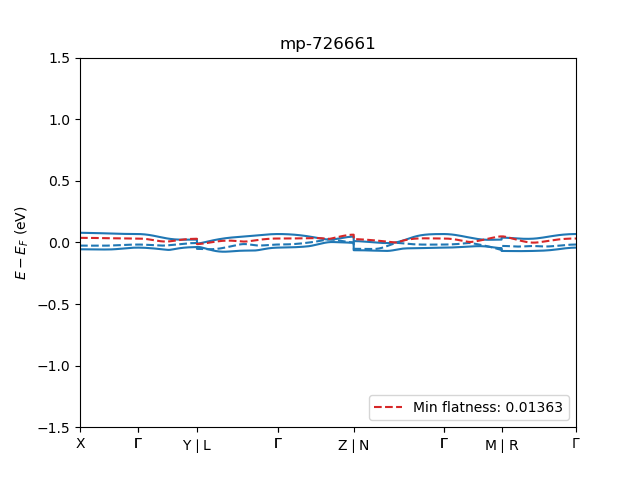 mp-726661
1.5
1.0
0.5
0.0
−0.5
−1.0
−1.5
E − E_F (eV)
Min flatness: 0.01363
X Γ Y | L Γ Z | N Γ M | R Γ